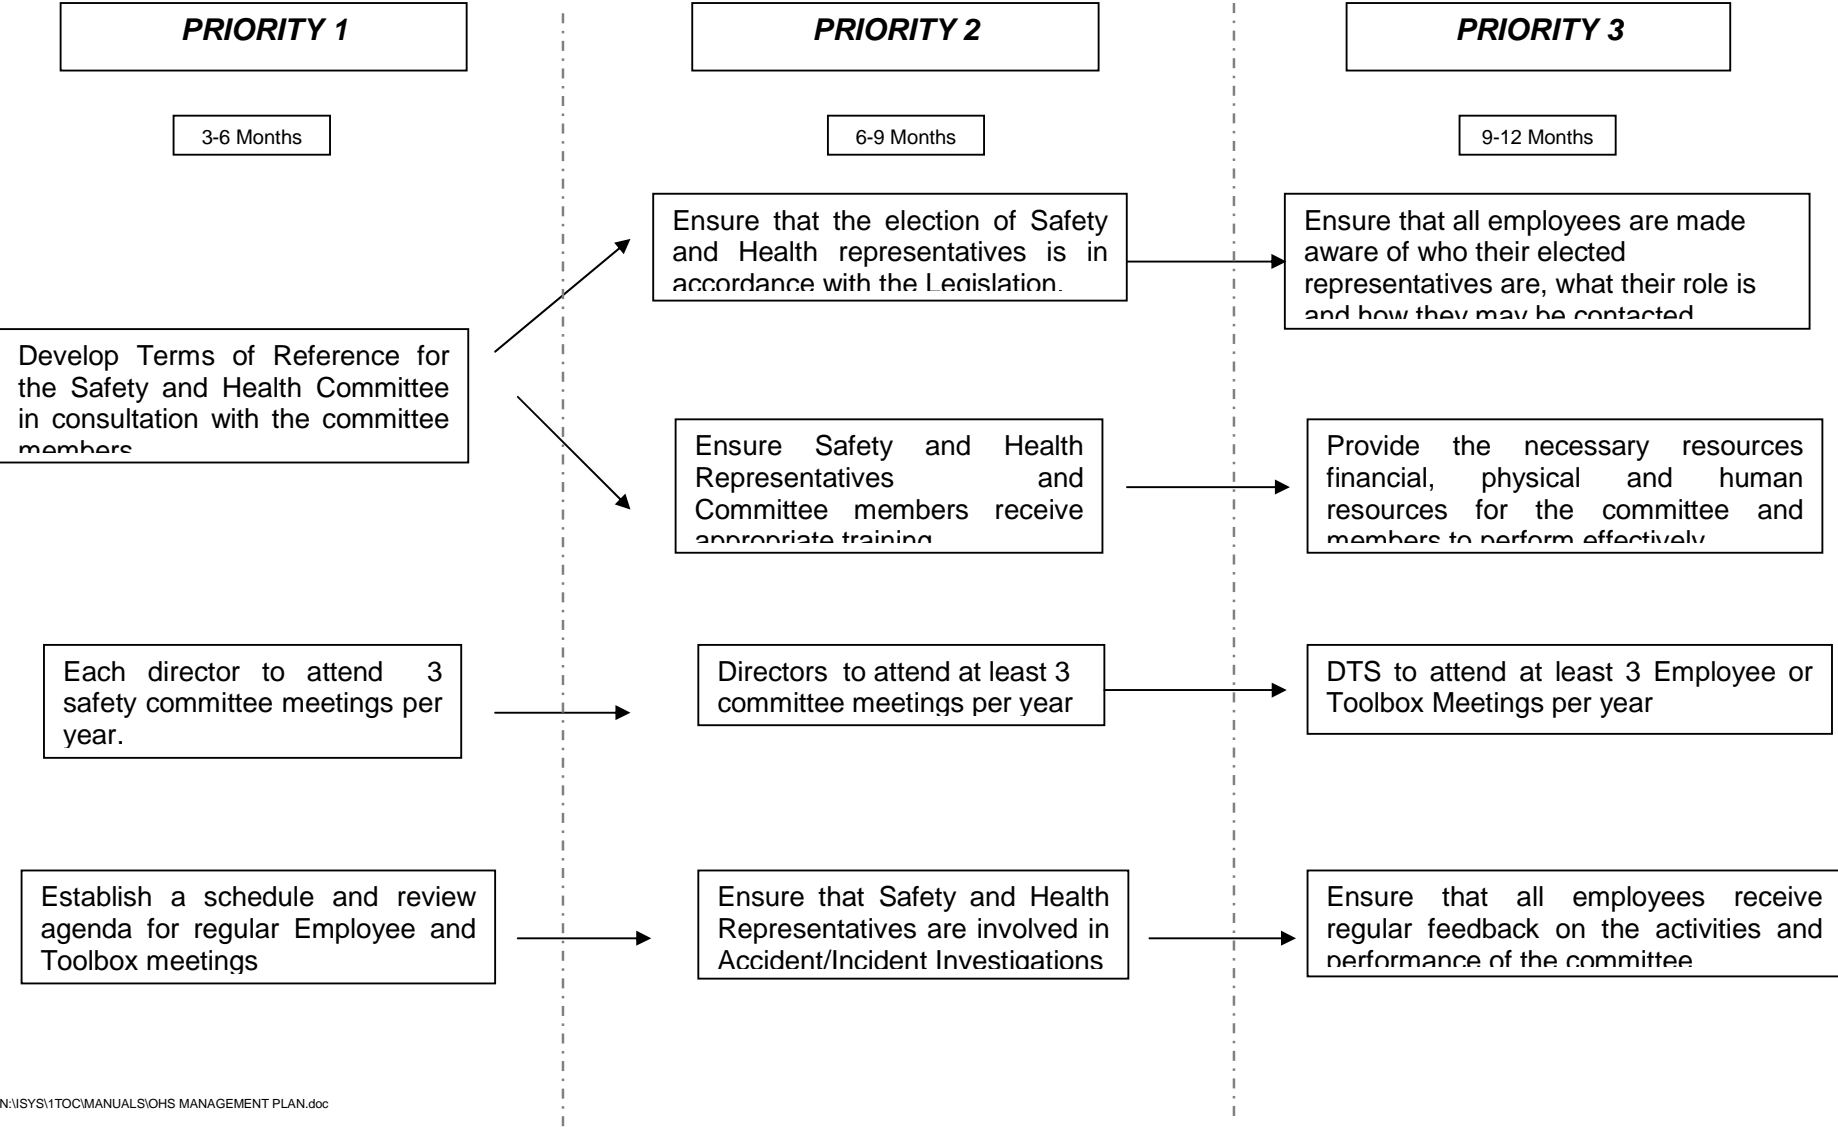 PRIORITY 1
PRIORITY 2
PRIORITY 3
3-6 Months
6-9 Months
9-12 Months
Develop Terms of Reference for
the Safety and Health Committee
in consultation with the committee
members
Ensure that the election of Safety
and Health representatives is in
accordance with the Legislation.
Ensure that all employees are made
aware of who their elected
representatives are, what their role is
and how they may be contacted
Ensure Safety and Health
Representatives and
Committee members receive
appropriate training
Provide the necessary resources
financial, physical and human
resources for the committee and
members to perform effectively
Each director to attend 3
safety committee meetings per
year.
Directors to attend at least 3
committee meetings per year
DTS to attend at least 3 Employee or
Toolbox Meetings per year
Establish a schedule and review
agenda for regular Employee and
Toolbox meetings
Ensure that Safety and Health
Representatives are involved in
Accident/Incident Investigations
Ensure that all employees receive
regular feedback on the activities and
performance of the committee
N:\ISYS\1TOC\MANUALS\OHS MANAGEMENT PLAN.doc